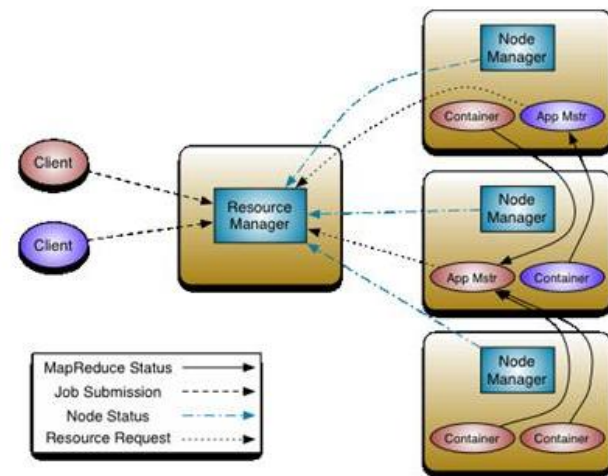 Node
Manager
Container
App Mstr
Client
Resource
Manager
Node
Manager
Client
App Mstr
Container
Node
Manager
Container
Container
MapReduce Status
Job Submission
Node Status
Resource Request